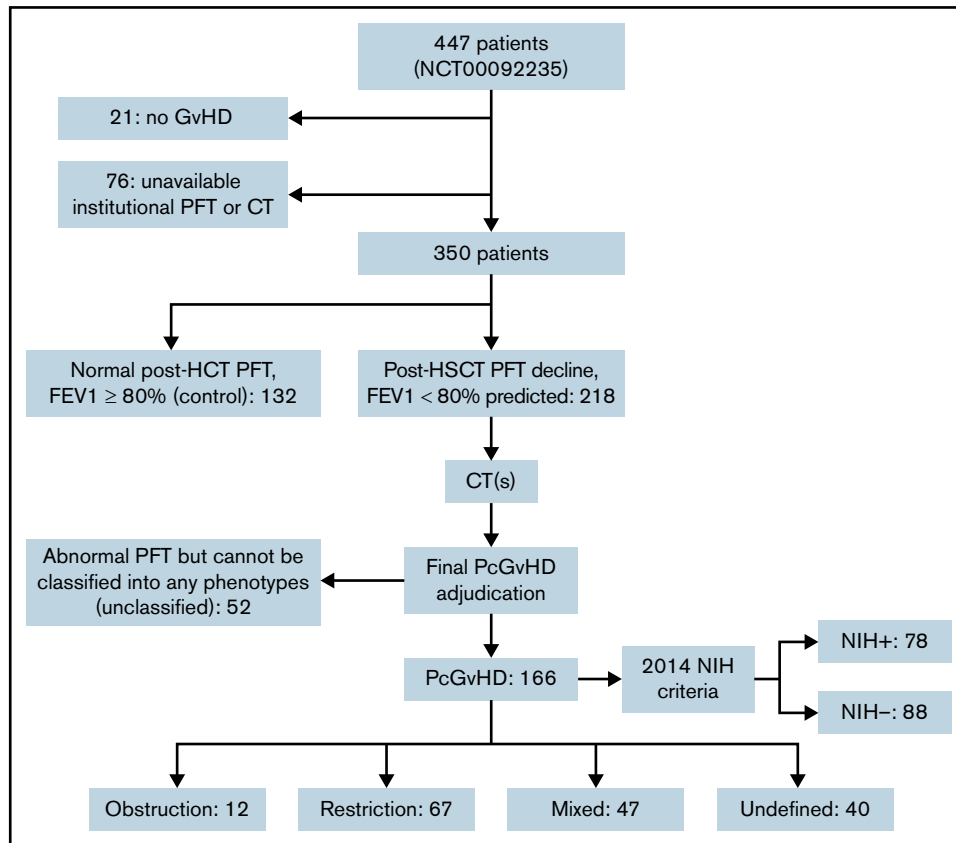 447 patients
(NCT00092235)
21: no GvHD
76: unavailable
institutional PFT or CT
350 patients
Normal post-HCT PFT,
FEV1 ≥ 80% (control): 132
Post-HSCT PFT decline,
FEV1 < 80% predicted: 218
CT(s)
Abnormal PFT but cannot be
classified into any phenotypes
(unclassified): 52
Final PcGvHD
adjudication
PcGvHD: 166
2014 NIH
criteria
NIH+: 78
NIH–: 88
Obstruction: 12
Restriction: 67
Mixed: 47
Undefined: 40